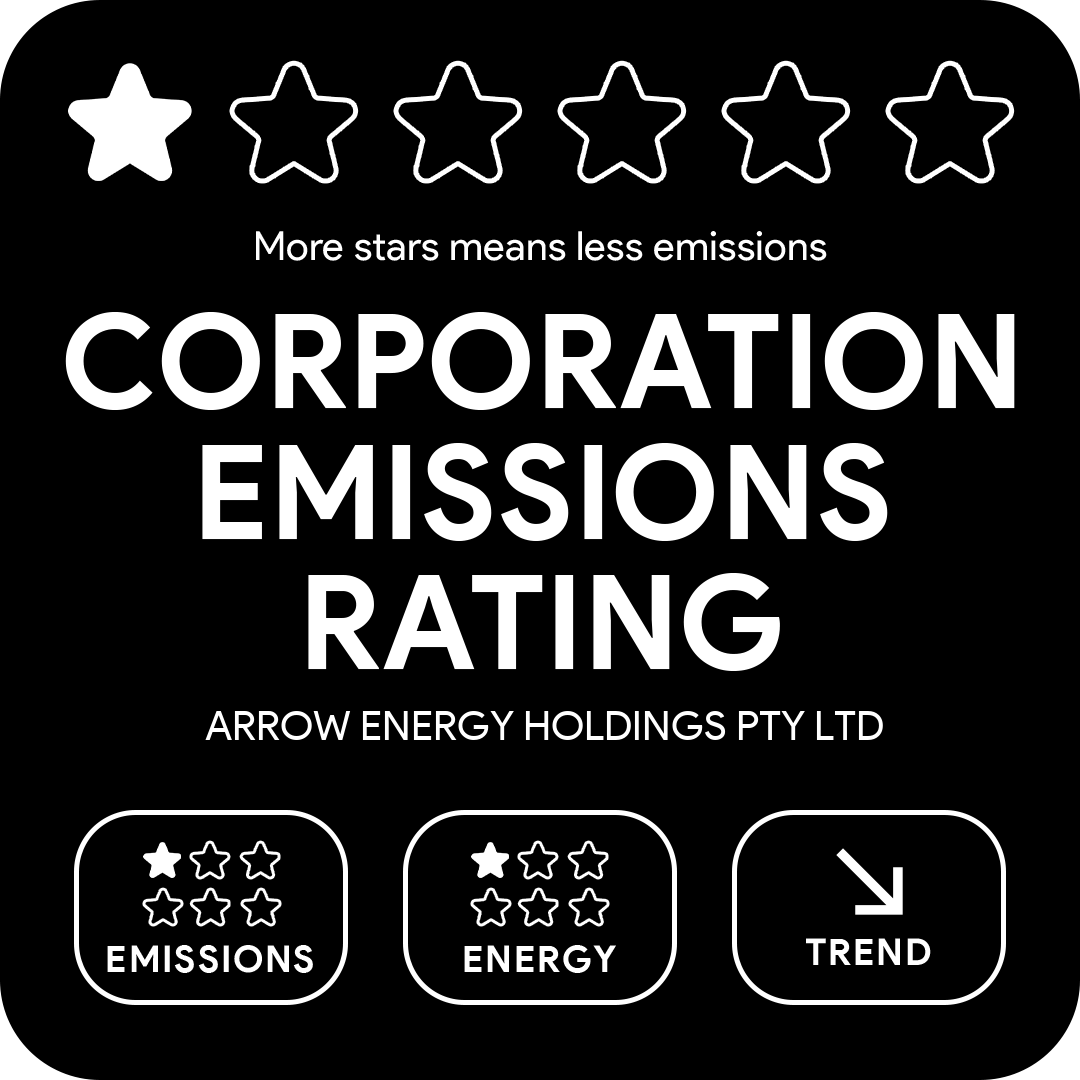 More stars means less emissions
CORPORATION
EMISSIONS
RATING
ARROW ENERGY HOLDINGS PTY LTD
EMISSIONS
ENERGY
TREND